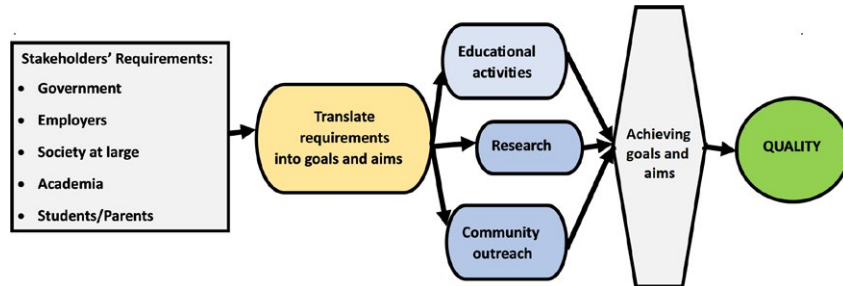 Stakeholders’ Requirements:
• Government
• Employers
• Society at large
• Academia
• Students/Parents
Translate
requirements
into goals and aims
Educational
activities
Research
Community
outreach
Achieving
goals and
aims
QUALITY